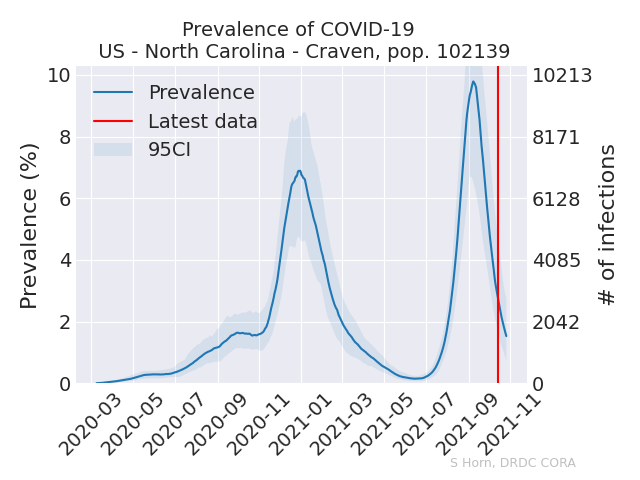 Prevalence of COVID-19
US - North Carolina - Craven, pop. 102139
Prevalence (%)
10
8
6
4
2
0
Prevalence
Latest data
95CI
10213
8171
6128
4085
2042
0
# of infections
2020-03
2020-05
2020-07
2020-09
2020-11
2021-01
2021-03
2021-05
2021-07
2021-09
2021-11
S Horn, DRDC CORA